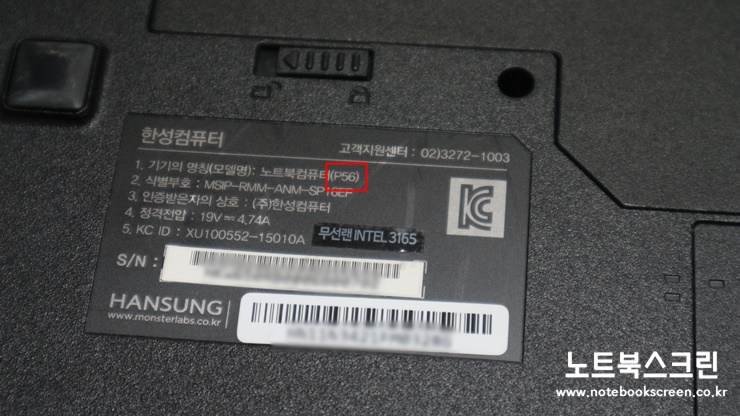 한성컴퓨터
고객지원센터 : 02)3272-1003
1. 기기의 명칭(모델명): 노트북컴퓨터(P56)
2. 식별부호 : MSIP-RMM-ANM-SP16EF
3. 인증받은자의 상호 : (주)한성컴퓨터
4. 정격전압 : 19V⎓4.74A
5. KC ID : XU100552-15010A 무선랜 INTEL 3165
S/N :
HANSUNG
www.monsterlabs.co.kr
노트북스크린
www.notebookscreen.co.kr